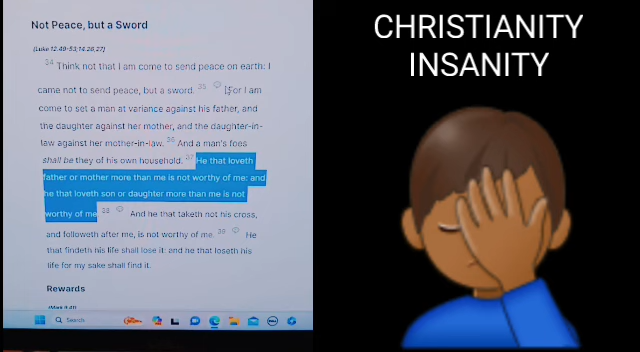 Not Peace, but a Sword
(Luke 12.49-53;14.26,27)
34 Think not that I am come to send peace on earth: I
came not to send peace, but a sword. 35 For I am
come to set a man at variance against his father, and
the daughter against her mother, and the daughter-in-
law against her mother-in-law. 36 And a man's foes
shall be they of his own household. 37 He that loveth
father or mother more than me is not worthy of me: and
he that loveth son or daughter more than me is not
worthy of me 38 And he that taketh not his cross,
and followeth after me, is not worthy of me. 39 He
that findeth his life shall lose it: and he that loseth his
life for my sake shall find it.
Rewards
Search
DELL
CHRISTIANITY
INSANITY